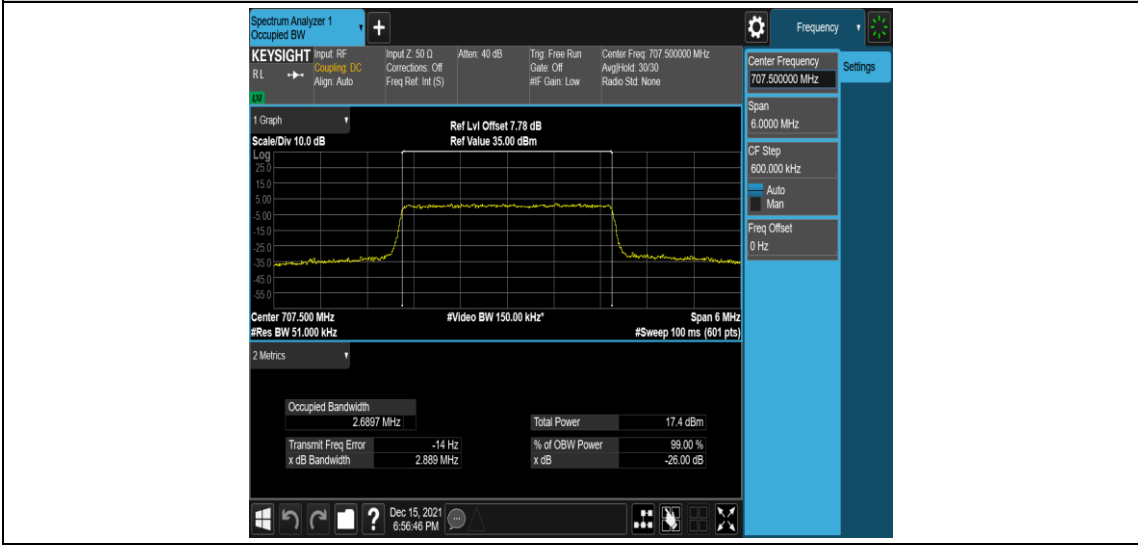 Spectrum Analyzer 1
Occupied BW
+
Frequency
KEYSIGHT
RL
LM
Input: RF
Coupling: DC
Align: Auto
Input Z: 50 Ω
Corrections: Off
Freq Ref: Int (S)
Atten: 40 dB
Trig: Free Run
Gate: Off
#IF Gain: Low
Center Freq: 707.500000 MHz
Avg|Hold: 30/30
Radio Std: None
Center Frequency
707.500000 MHz
Settings
Span
6.0000 MHz
CF Step
600.000 kHz
Auto
Man
Freq Offset
0 Hz
1 Graph
Scale/Div 10.0 dB
Ref Lvl Offset 7.78 dB
Ref Value 35.00 dBm
Log
25.0
15.0
5.00
-5.00
-15.0
-25.0
-35.0
-45.0
-55.0
Center 707.500 MHz
#Video BW 150.00 kHz*
Span 6 MHz
#Res BW 51.000 kHz
#Sweep 100 ms (601 pts)
2 Metrics
Occupied Bandwidth
2.6897 MHz
Total Power 17.4 dBm
Transmit Freq Error -14 Hz
% of OBW Power 99.00 %
x dB Bandwidth 2.889 MHz
x dB -26.00 dB
?
Dec 15, 2021
6:56:46 PM